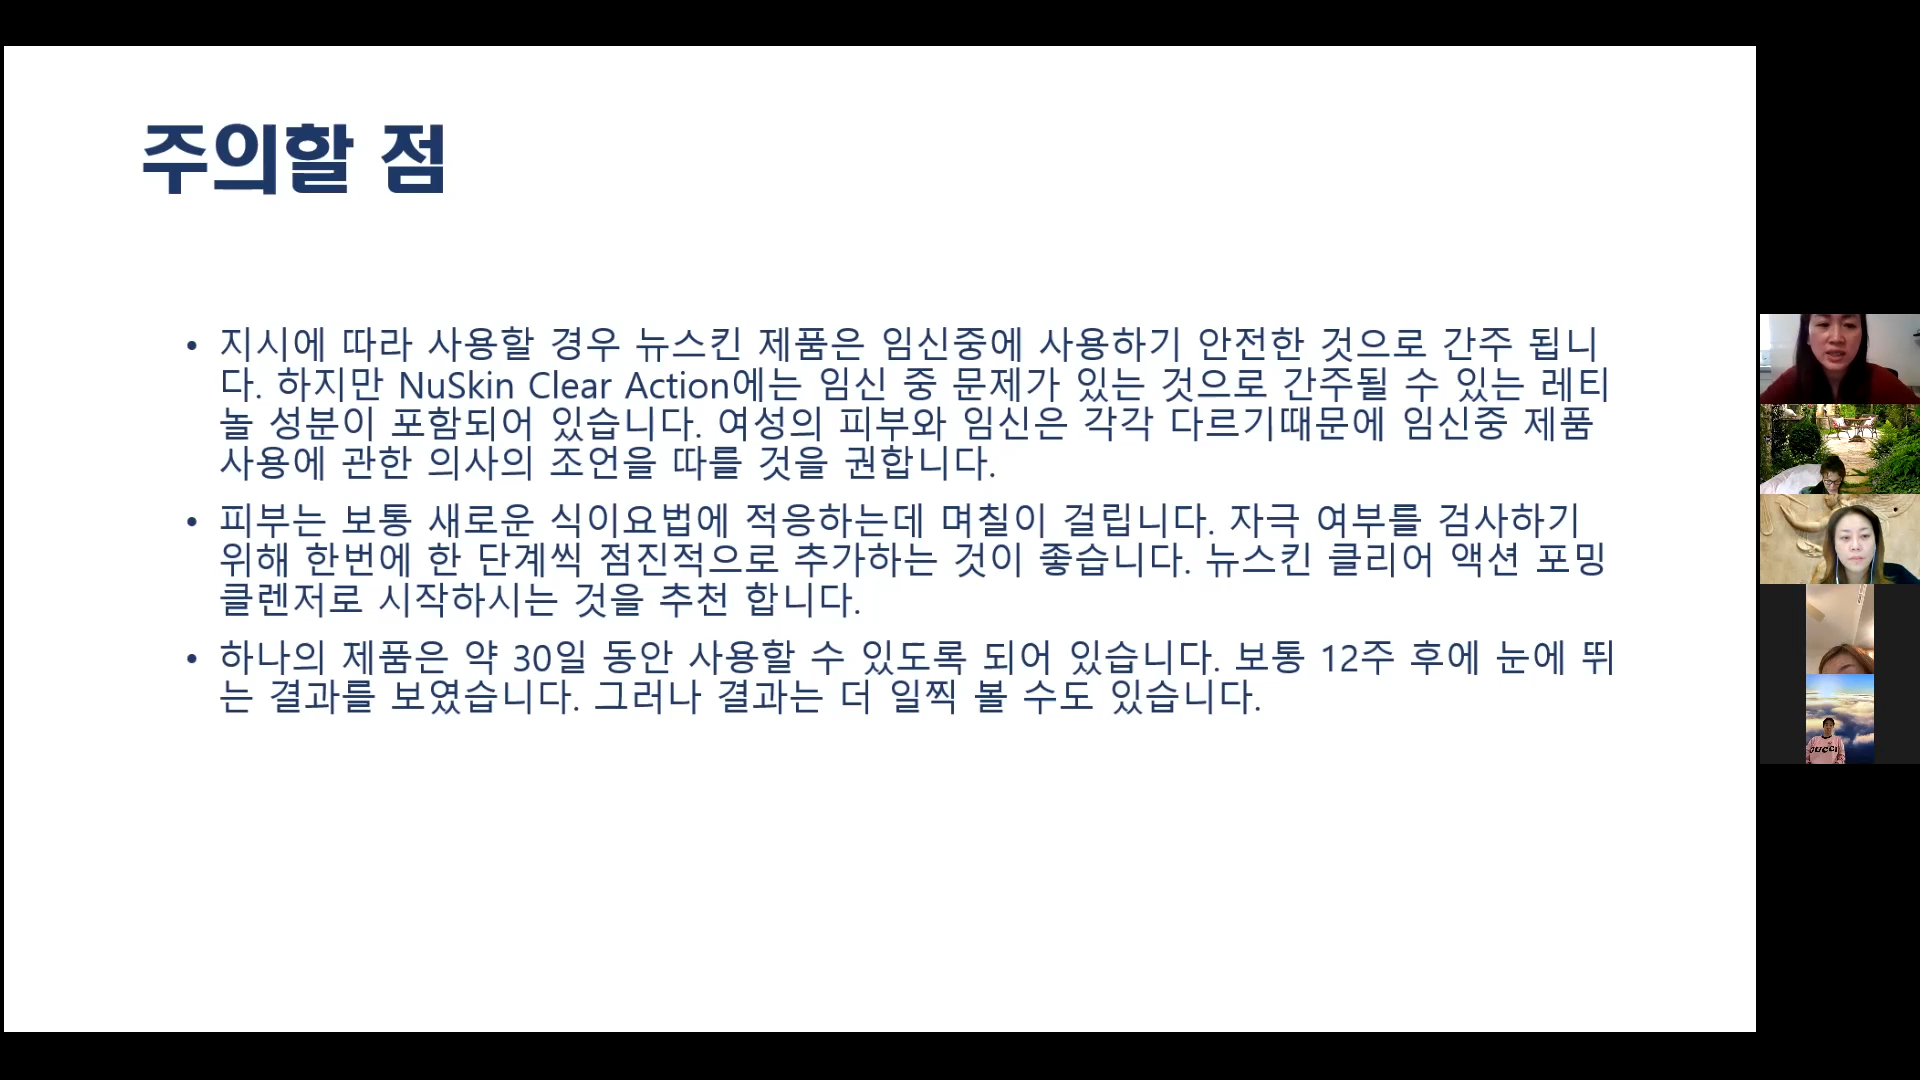 주의할 점
• 지시에 따라 사용할 경우 뉴스킨 제품은 임신중에 사용하기 안전한 것으로 간주 됩니
다. 하지만 NuSkin Clear Action에는 임신 중 문제가 있는 것으로 간주될 수 있는 레티
놀 성분이 포함되어 있습니다. 여성의 피부와 임신은 각각 다르기때문에 임신중 제품
사용에 관한 의사의 조언을 따를 것을 권합니다.
• 피부는 보통 새로운 식이요법에 적응하는데 며칠이 걸립니다. 자극 여부를 검사하기
위해 한번에 한 단계씩 점진적으로 추가하는 것이 좋습니다. 뉴스킨 클리어 액션 포밍
클렌저로 시작하시는 것을 추천 합니다.
• 하나의 제품은 약 30일 동안 사용할 수 있도록 되어 있습니다. 보통 12주 후에 눈에 뛰
는 결과를 보였습니다. 그러나 결과는 더 일찍 볼 수도 있습니다.
GUCCI